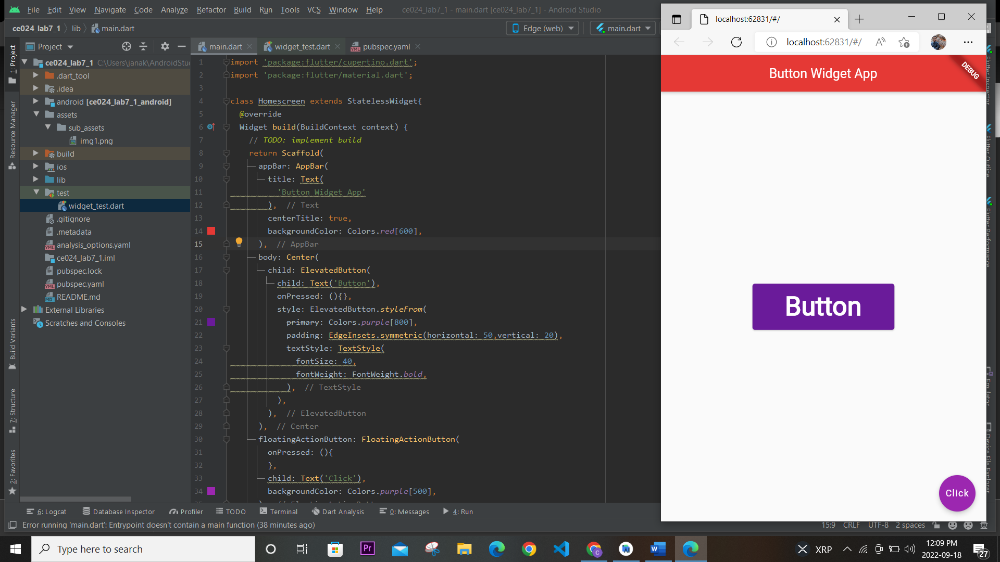 File Edit View Navigate Code Analyze Refactor Build Run Tools VCS Window Help ce024_lab7_1 - main.dart [ce024_lab7_1] - Android Studio
ce024_lab7_1 lib main.dart Edge (web) main.dart
1: Project
Resource Manager
Build Variants
7: Structure
2: Favorites
Project
ce024_lab7_1 C:\Users\janak\AndroidStu
.dart_tool
.idea
android [ce024_lab7_1_android]
assets
sub_assets
img1.png
build
ios
lib
test
widget_test.dart
.gitignore
.metadata
analysis_options.yaml
ce024_lab7_1.iml
pubspec.lock
pubspec.yaml
README.md
External Libraries
Scratches and Consoles
main.dart widget_test.dart pubspec.yaml
1 import 'package:flutter/cupertino.dart';
2 import 'package:flutter/material.dart';
3
4 class Homescreen extends StatelessWidget{
5 @override
6 Widget build(BuildContext context) {
7 // TODO: implement build
8 return Scaffold(
9 appBar: AppBar(
10 title: Text(
11 'Button Widget App'
12 ), // Text
13 centerTitle: true,
14 backgroundColor: Colors.red[600],
15 ), // AppBar
16 body: Center(
17 child: ElevatedButton(
18 child: Text('Button'),
19 onPressed: (){},
20 style: ElevatedButton.styleFrom(
21 primary: Colors.purple[800],
22 padding: EdgeInsets.symmetric(horizontal: 50,vertical: 20),
23 textStyle: TextStyle(
24 fontSize: 40,
25 fontWeight: FontWeight.bold,
26 ), // TextStyle
27 ),
28 ), // ElevatedButton
29 ), // Center
30 floatingActionButton: FloatingActionButton(
31 onPressed: (){
32 },
33 child: Text('Click'),
34 backgroundColor: Colors.purple[500],
localhost:62831/#/
localhost:62831/#/
Button Widget App
DEBUG
Button
Click
Flutter Inspector
Flutter Outline
Flutter Performance
Emulator
Device File Explorer
6: Logcat Database Inspector Profiler TODO Terminal Dart Analysis 0: Messages 4: Run
Error running 'main.dart': Entrypoint doesn't contain a main function (38 minutes ago) 15:9 CRLF UTF-8 2 spaces
Type here to search
Pr
XRP
12:09 PM
2022-09-18
27